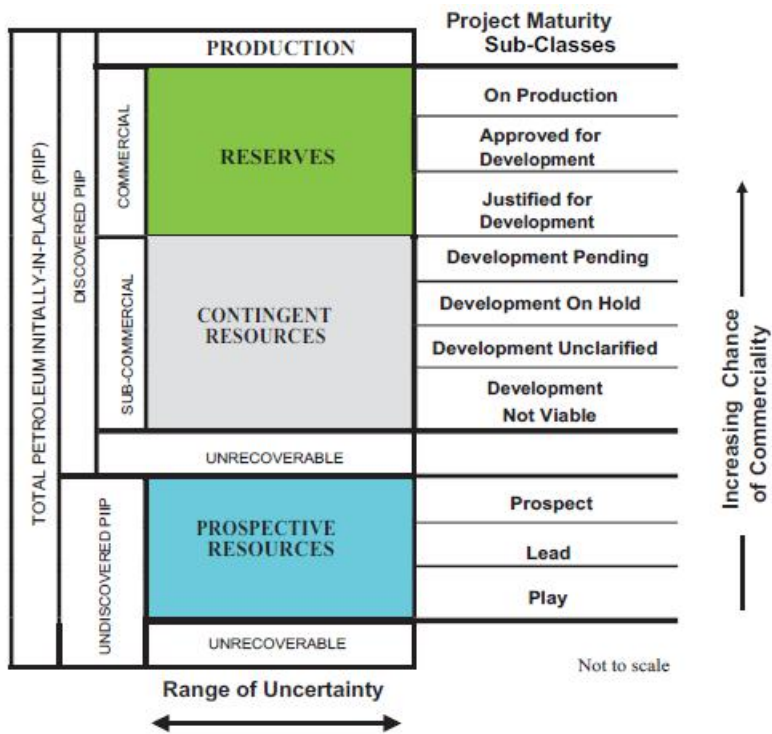 Project Maturity
Sub-Classes
PRODUCTION
TOTAL PETROLEUM INITIALLY-IN-PLACE (PIIP)
DISCOVERED PIIP
COMMERCIAL
RESERVES
On Production
Approved for
Development
Justified for
Development
SUB-COMMERCIAL
CONTINGENT
RESOURCES
Development Pending
Development On Hold
Development Unclarified
Development
Not Viable
UNRECOVERABLE
UNDISCOVERED PIIP
PROSPECTIVE
RESOURCES
Prospect
Lead
Play
UNRECOVERABLE
Increasing Chance
of Commerciality
Not to scale
Range of Uncertainty